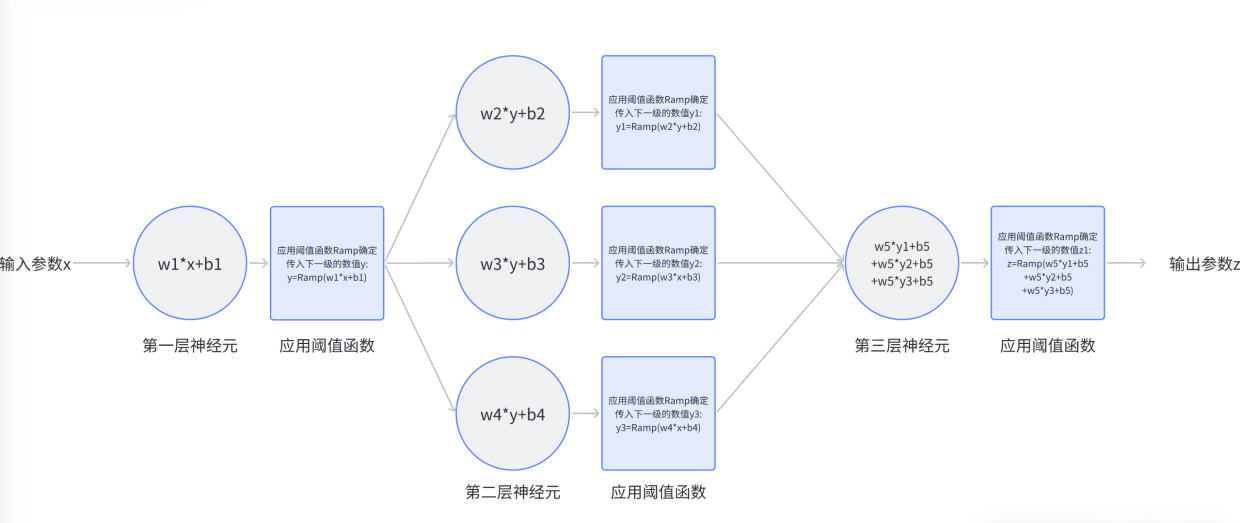 输入参数x
w1*x+b1
第一层神经元
应用阈值函数Ramp确定
传入下一级的数值y:
y=Ramp(w1*x+b1)
应用阈值函数
w2*y+b2
应用阈值函数Ramp确定
传入下一级的数值y1:
y1=Ramp(w2*y+b2)
w3*y+b3
应用阈值函数Ramp确定
传入下一级的数值y2:
y2=Ramp(w3*x+b3)
w4*y+b4
第二层神经元
应用阈值函数Ramp确定
传入下一级的数值y3:
y3=Ramp(w4*x+b4)
应用阈值函数
w5*y1+b5
+w5*y2+b5
+w5*y3+b5
第三层神经元
应用阈值函数Ramp确定
传入下一级的数值z1:
z=Ramp(w5*y1+b5
+w5*y2+b5
+w5*y3+b5)
应用阈值函数
输出参数z